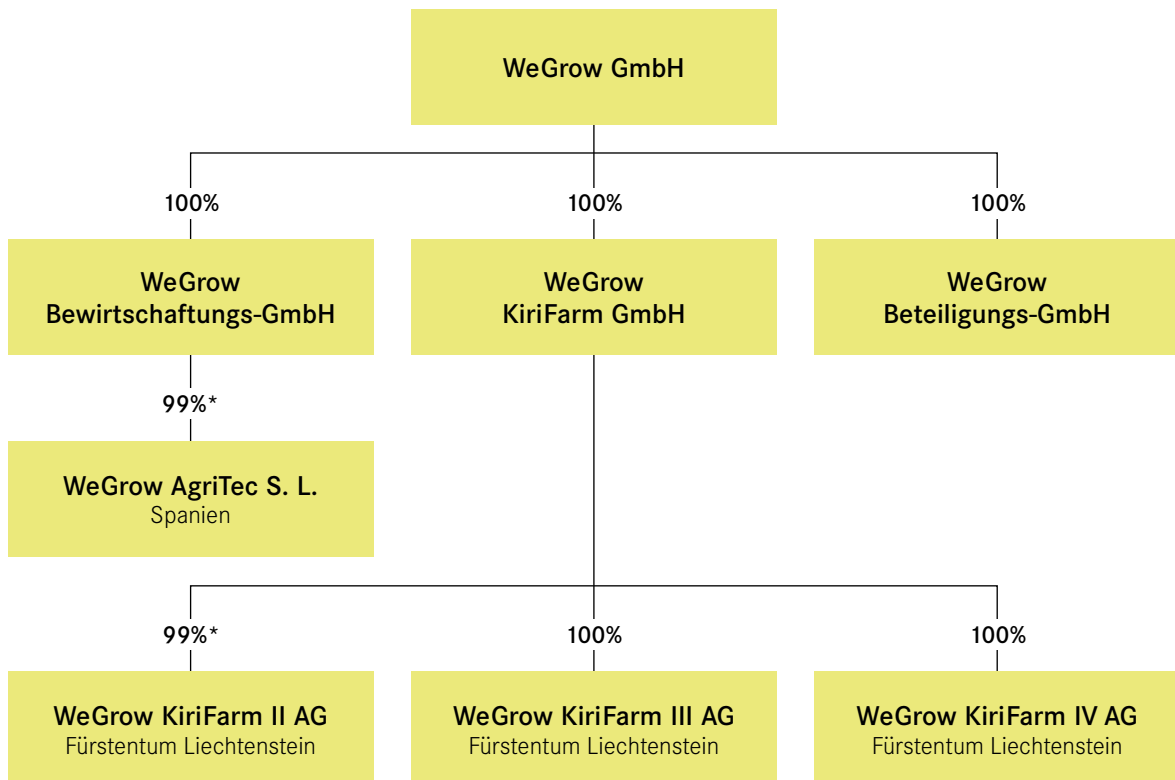 WeGrow GmbH
100%
100%
100%
WeGrow
Bewirtschaftungs-GmbH
WeGrow
KiriFarm GmbH
WeGrow
Beteiligungs-GmbH
99%*
WeGrow AgriTec S. L.
Spanien
99%*
100%
100%
WeGrow KiriFarm II AG
Fürstentum Liechtenstein
WeGrow KiriFarm III AG
Fürstentum Liechtenstein
WeGrow KiriFarm IV AG
Fürstentum Liechtenstein